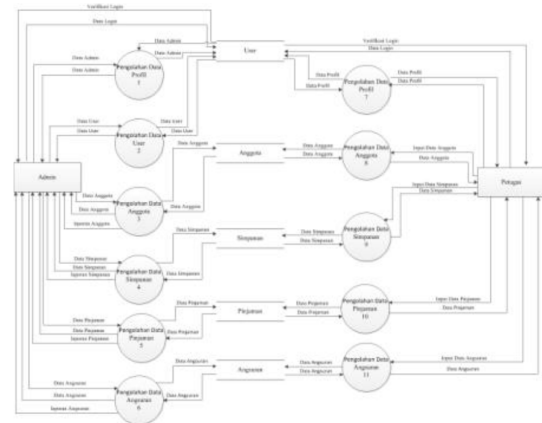 Verifikasi Login
Data Login
Data Admin
Data Admin
User
Verifikasi Login
Data Login
Data Admin
Data Admin
Pengolahan Data
Profil
1
Data Profil
Data Profil
Pengolahan Data
Profil
7
Data Profil
Data Profil
Data User
Data User
Pengolahan Data
User
2
Data User
Data User
Data Anggota
Data Anggota
Anggota
Data Anggota
Data Anggota
Pengolahan Data
Anggota
8
Input Data Anggota
Data Anggota
Admin
Petugas
Data Anggota
Data Anggota
laporan Anggota
Pengolahan Data
Anggota
3
Data Simpanan
Data Simpanan
Simpanan
Data Simpanan
Data Simpanan
Pengolahan Data
Simpanan
9
Input Data Simpanan
Data Simpanan
Data Simpanan
Data Simpanan
laporan Simpanan
Pengolahan Data
Simpanan
4
Data Pinjaman
Data Pinjaman
Pinjaman
Data Pinjaman
Data Pinjaman
Pengolahan Data
Pinjaman
10
Input Data Pinjaman
Data Pinjaman
Data Pinjaman
Data Pinjaman
laporan Pinjaman
Pengolahan Data
Pinjaman
5
Data Angsuran
Data Angsuran
Angsuran
Data Angsuran
Data Angsuran
Pengolahan Data
Angsuran
11
Input Data Angsuran
Data Angsuran
Data Angsuran
Data Angsuran
laporan Angsuran
Pengolahan Data
Angsuran
6